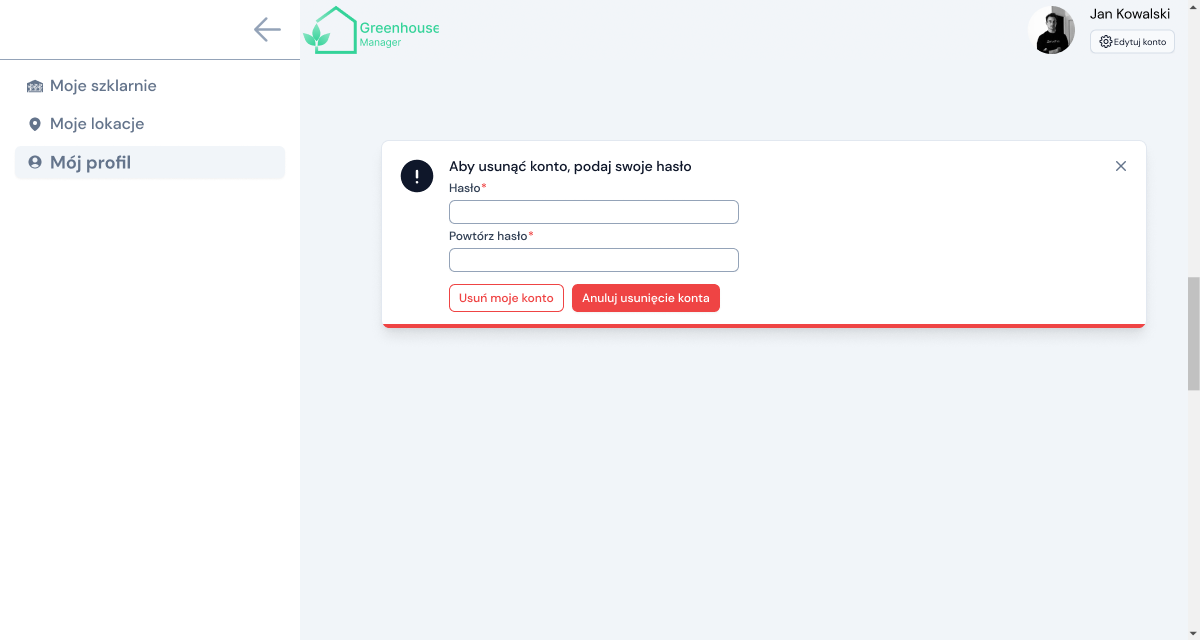 Greenhouse
Manager
Jan Kowalski
Edytuj konto
Moje szklarnie
Moje lokacje
Mój profil
!
Aby usunąć konto, podaj swoje hasło
Hasło*
Powtórz hasło*
Usuń moje konto
Anuluj usunięcie konta